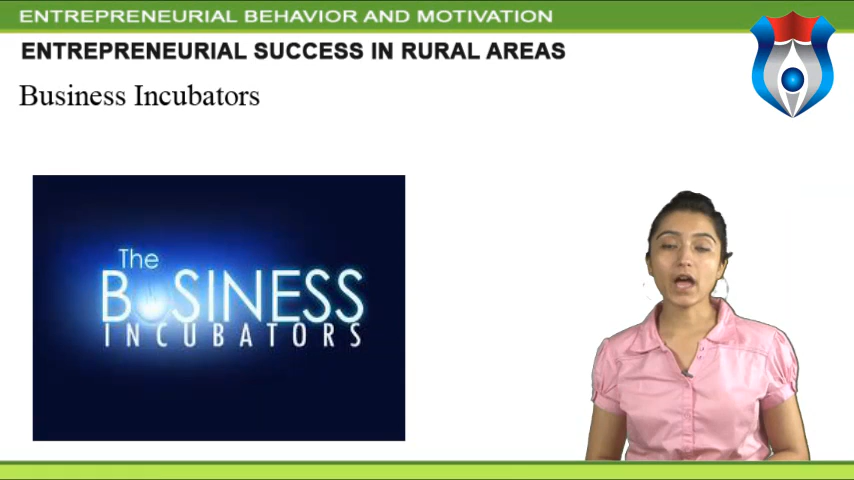 ENTREPRENEURIAL BEHAVIOR AND MOTIVATION
ENTREPRENEURIAL SUCCESS IN RURAL AREAS
Business Incubators
The
BUSINESS
INCUBATORS